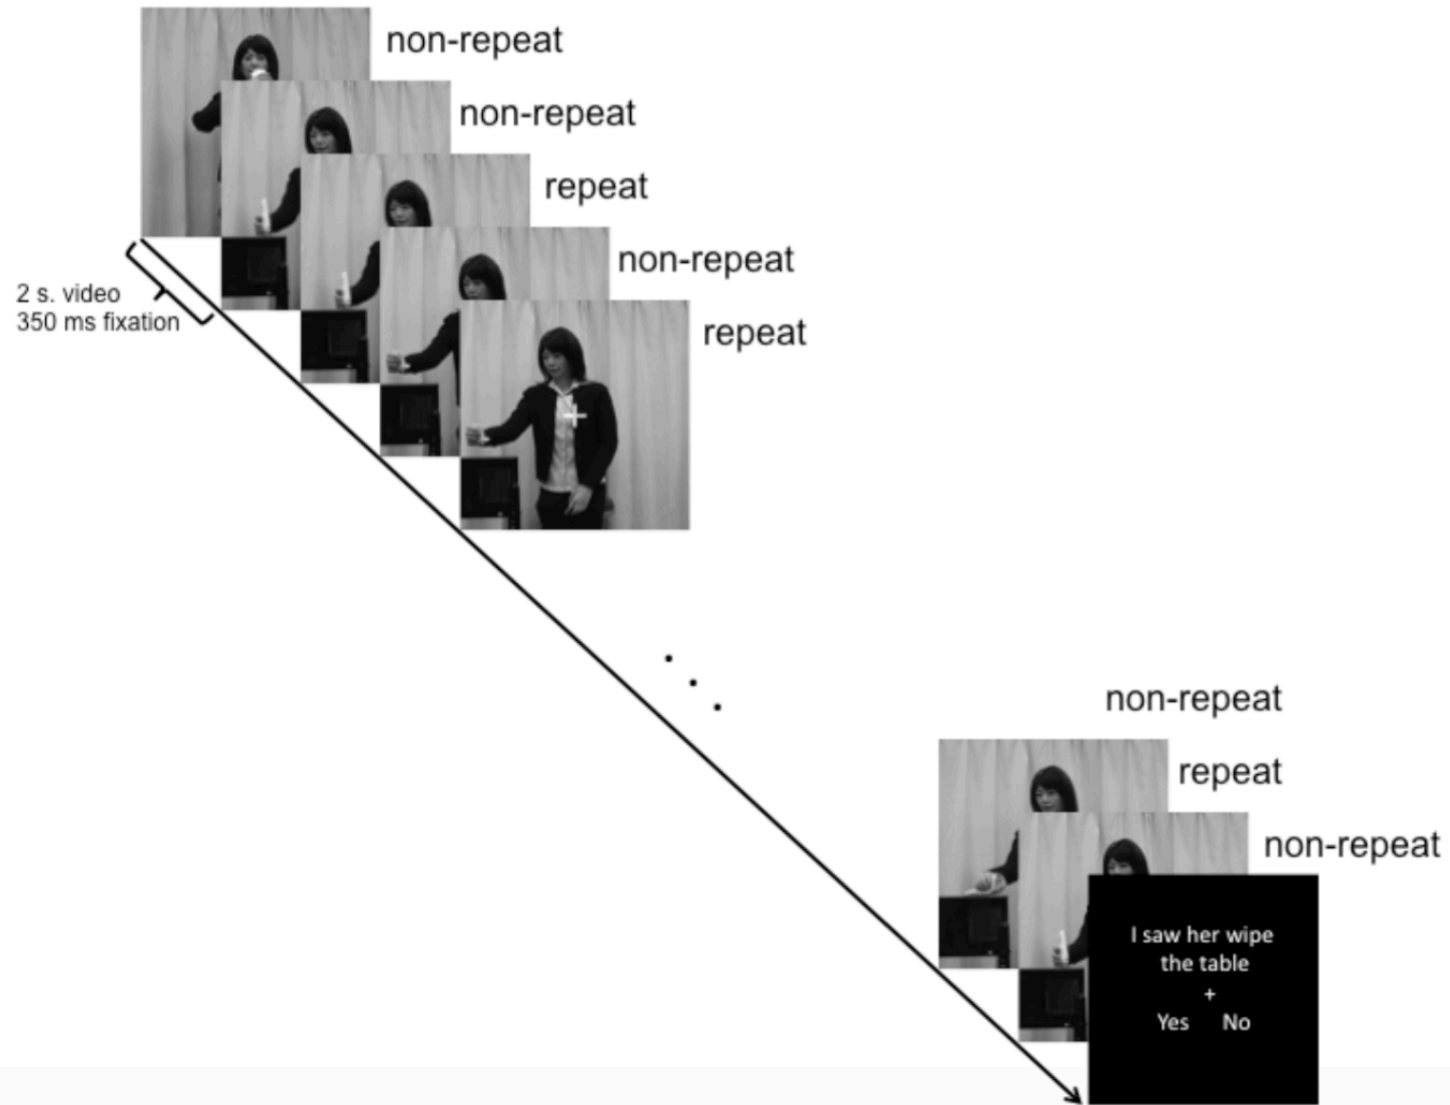 non-repeat
non-repeat
repeat
non-repeat
repeat
2 s. video
350 ms fixation
non-repeat
repeat
non-repeat
I saw her wipe
the table
+
Yes No